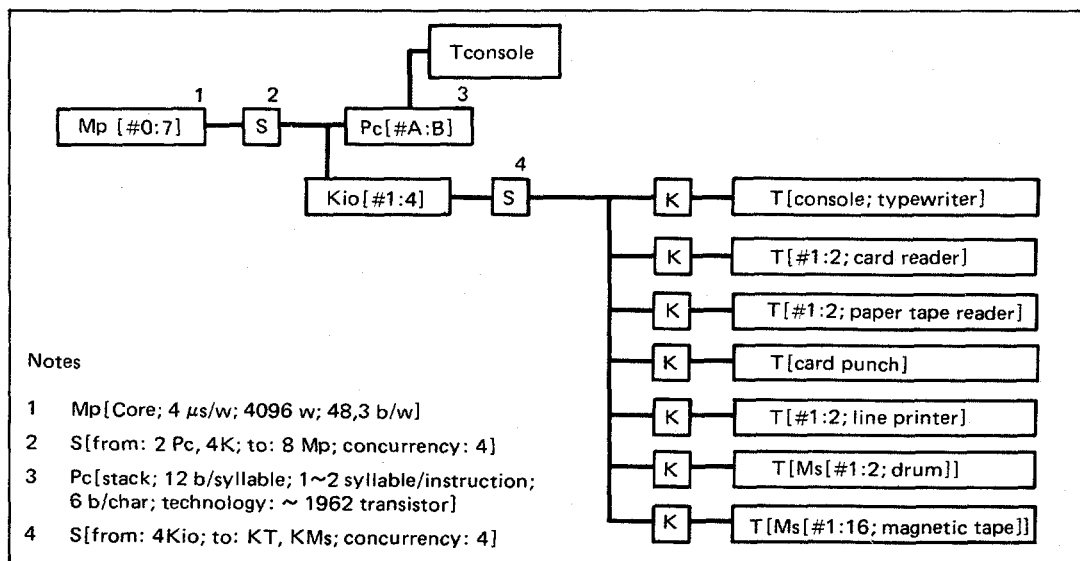 Tconsole
1
2
3
Mp [#0:7]
S
Pc[#A:B]
4
Kio[#1:4]
S
K
T[console; typewriter]
K
T[#1:2; card reader]
K
T[#1:2; paper tape reader]
K
T[card punch]
K
T[#1:2; line printer]
K
T[Ms[#1:2; drum]]
K
T[Ms[#1:16; magnetic tape]]
Notes
1 Mp[Core; 4 μs/w; 4096 w; 48,3 b/w]
2 S[from: 2 Pc, 4K; to: 8 Mp; concurrency: 4]
3 Pc[stack; 12 b/syllable; 1~2 syllable/instruction;
6 b/char; technology: ~ 1962 transistor]
4 S[from: 4Kio; to: KT, KMs; concurrency: 4]